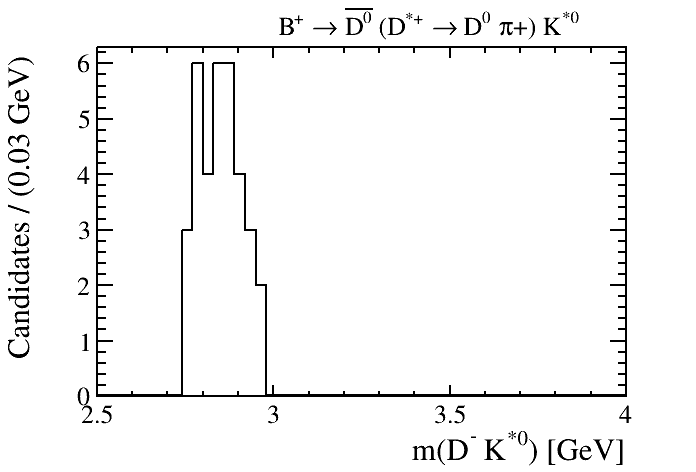 B⁺ → D̅⁰ (D*⁺ → D⁰ π+) K*⁰
Candidates / (0.03 GeV)
6
5
4
3
2
1
0
2.5 3 3.5 4
m(D⁻ K*⁰) [GeV]